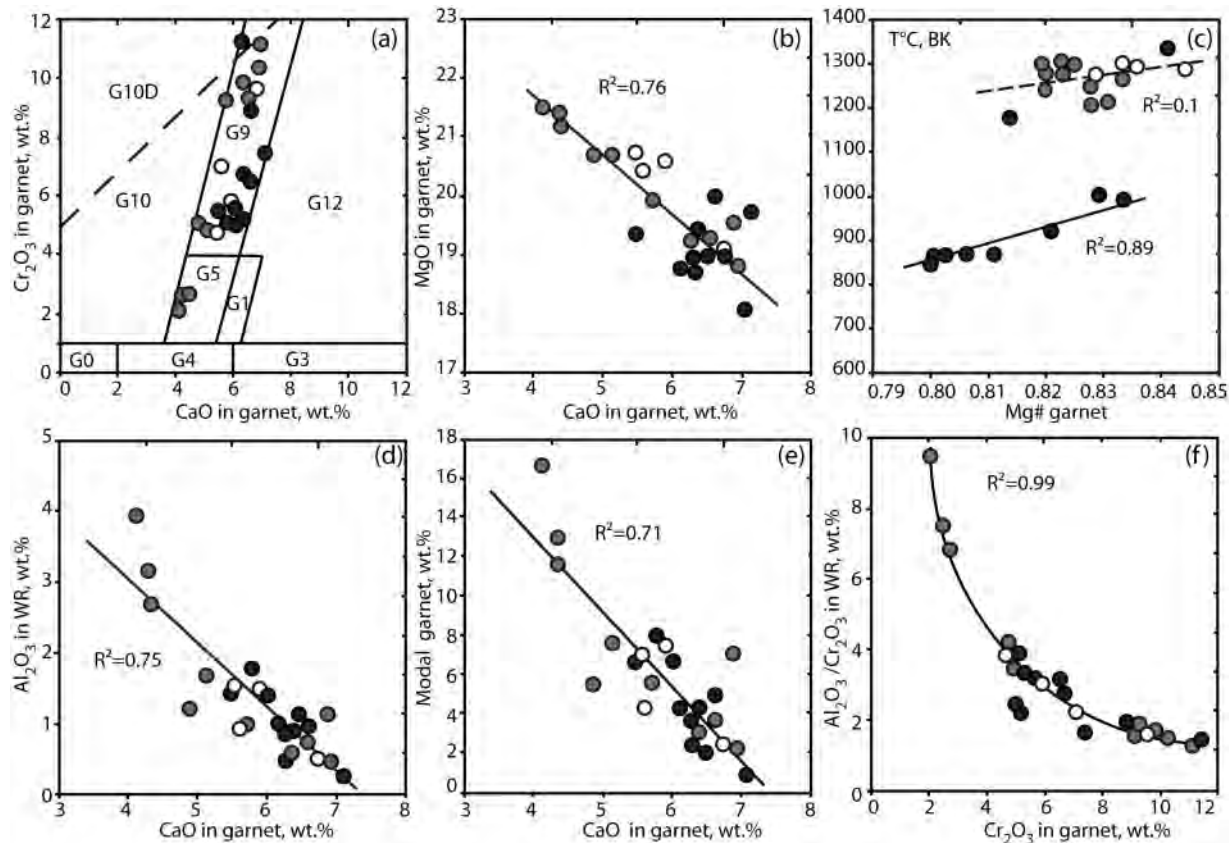 (a)
12
10
8
6
4
2
0
Cr2O3 in garnet, wt.%
G10D
G10
G9
G12
G5
G1
G0
G4
G3
0 2 4 6 8 10 12
CaO in garnet, wt.%
(b)
23
22
21
20
19
18
17
MgO in garnet, wt.%
R²=0.76
3 4 5 6 7 8
CaO in garnet, wt.%
(c)
T°C, BK
1400
1300
1200
1100
1000
900
800
700
600
R²=0.1
R²=0.89
0.79 0.80 0.81 0.82 0.83 0.84 0.85
Mg# garnet
(d)
5
4
3
2
1
0
Al2O3 in WR, wt.%
R²=0.75
3 4 5 6 7 8
CaO in garnet, wt.%
(e)
18
16
14
12
10
8
6
4
2
0
Modal garnet, wt.%
R²=0.71
3 4 5 6 7 8
CaO in garnet, wt.%
(f)
10
8
6
4
2
0
Al2O3 /Cr2O3 in WR, wt.%
R²=0.99
0 2 4 6 8 10 12
Cr2O3 in garnet, wt.%